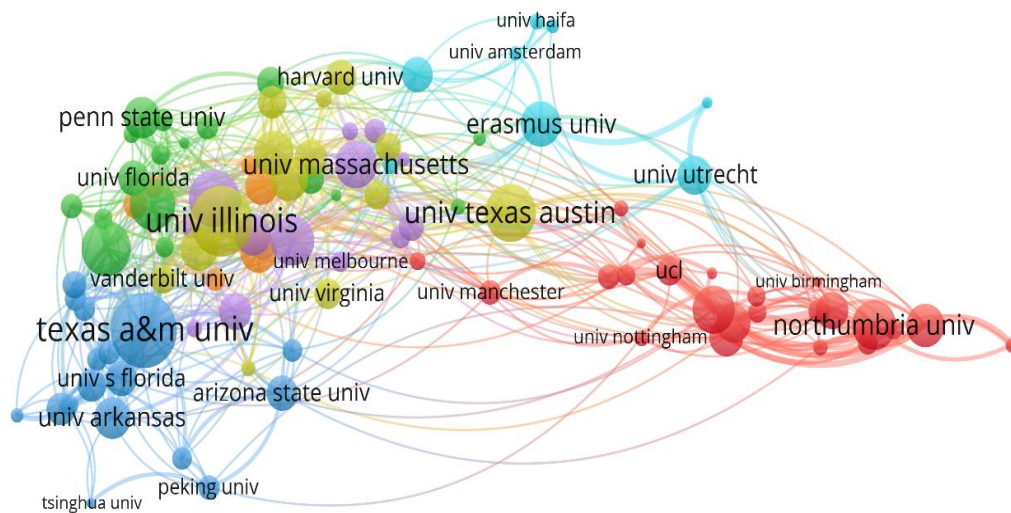 univ haifa
univ amsterdam
harvard univ
penn state univ
erasmus univ
univ massachusetts
univ florida
univ utrecht
univ illinois
univ texas austin
univ melbourne
ucl
vanderbilt univ
univ birmingham
univ virginia
univ manchester
texas a&m univ
northumbria univ
univ nottingham
univ s florida
arizona state univ
univ arkansas
peking univ
tsinghua univ